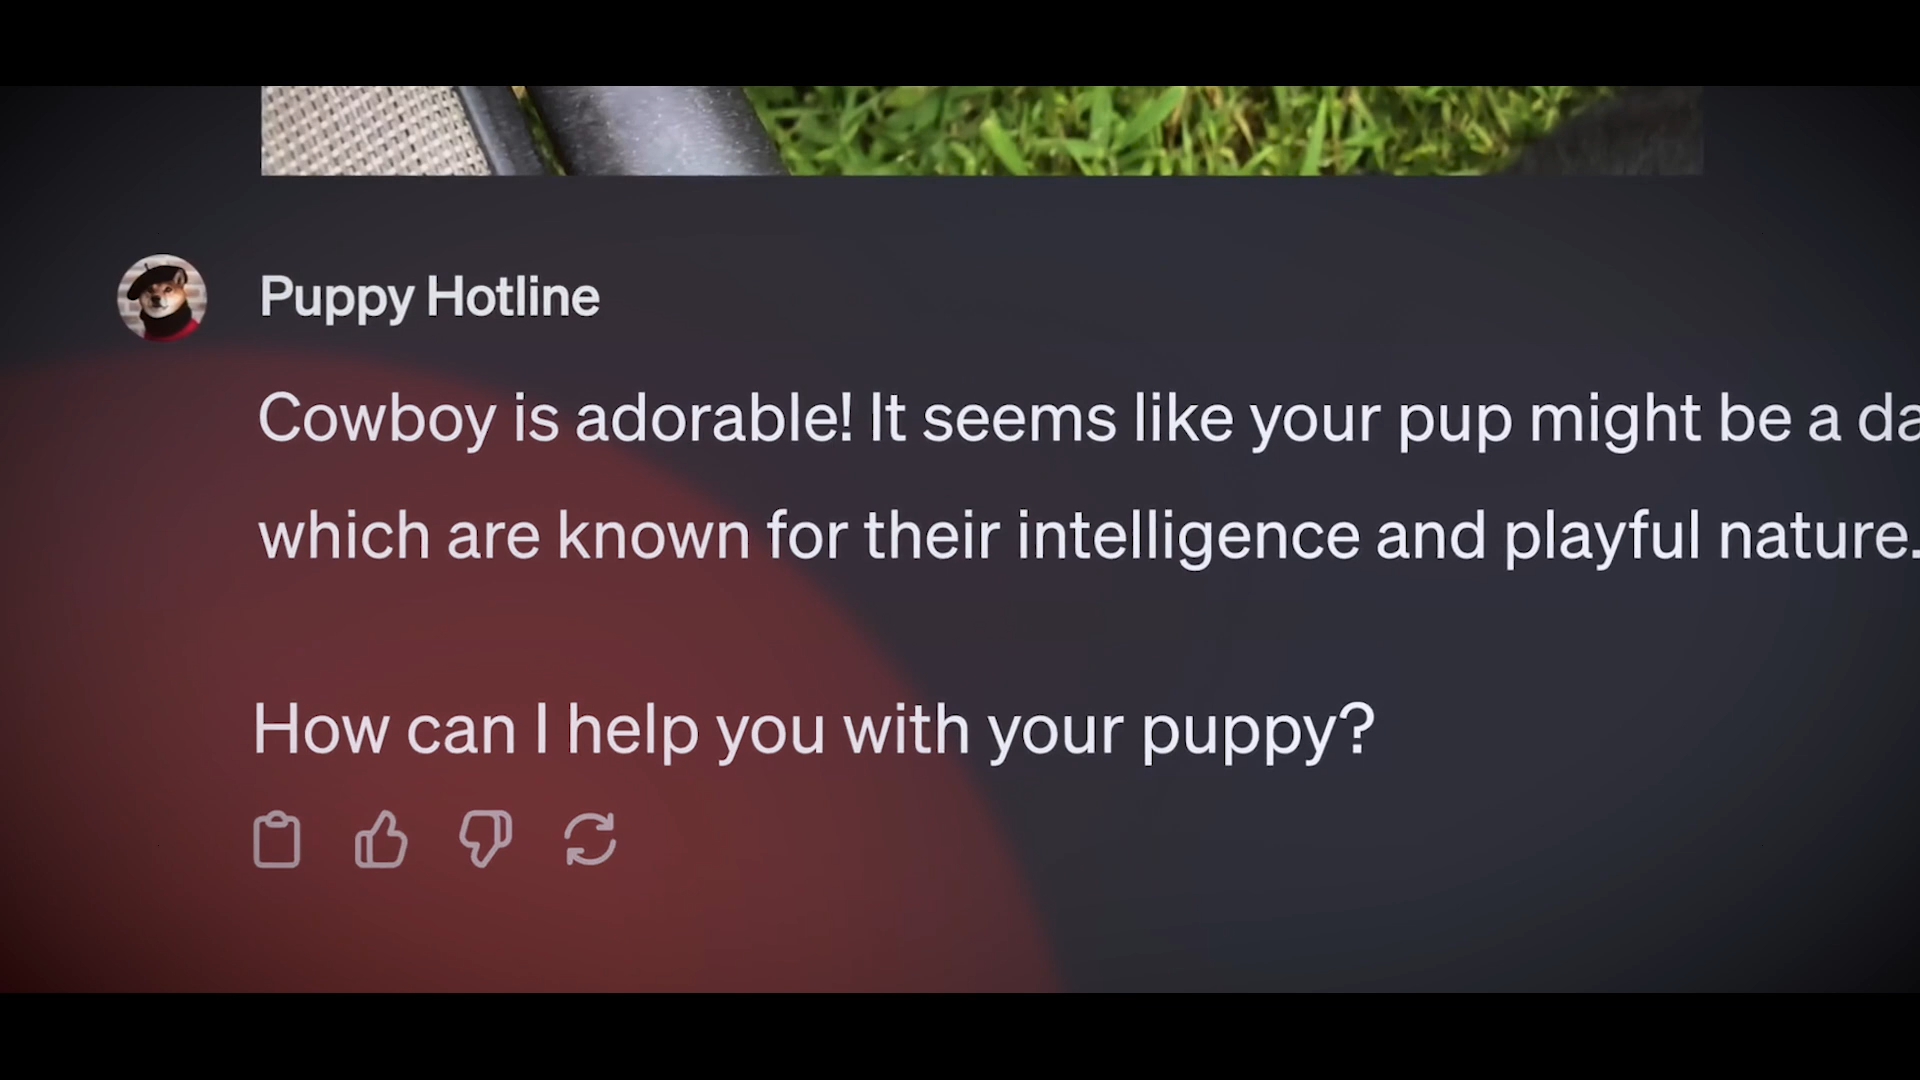 Puppy Hotline
Cowboy is adorable! It seems like your pup might be a da
which are known for their intelligence and playful nature.
How can I help you with your puppy?